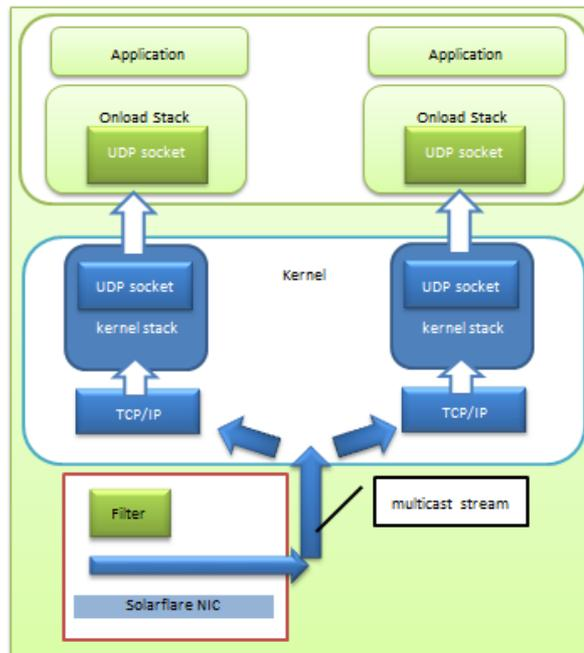 Application
Application
Onload Stack
Onload Stack
UDP socket
UDP socket
UDP socket
Kernel
UDP socket
kernel stack
kernel stack
TCP/IP
TCP/IP
Filter
multicast stream
Solarflare NIC